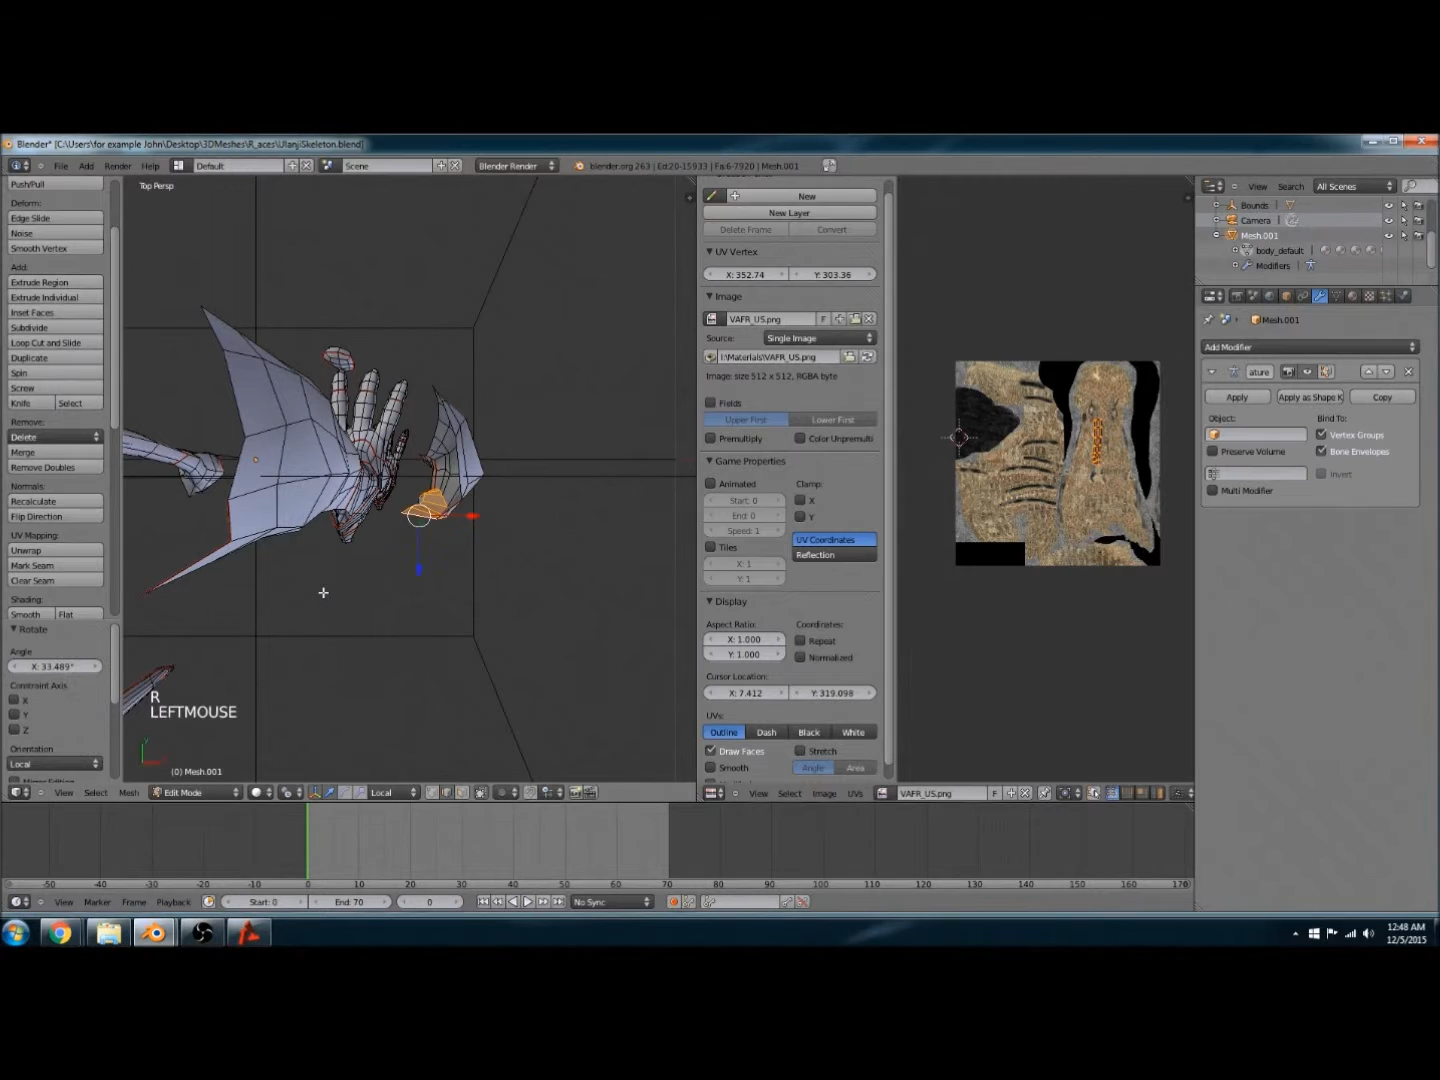 Blender* [C:\Users\for example John\Desktop\3DMeshes\R_aces\UlanjiSkeleton.blend]
File Add Render Help Default Scene Blender Render blender.org 263 | Ed:20-15933 | Fa:6-7920 | Mesh.001
Push/Pull
Deform:
Edge Slide
Noise
Smooth Vertex
Add:
Extrude Region
Extrude Individual
Inset Faces
Subdivide
Loop Cut and Slide
Duplicate
Spin
Screw
Knife Select
Remove:
Delete
Merge
Remove Doubles
Normals:
Recalculate
Flip Direction
UV Mapping:
Unwrap
Mark Seam
Clear Seam
Shading:
Smooth Flat
Rotate
Angle
X: 33.489°
Constraint Axis
X
Y
Z
Orientation
Local
Top Persp
R
LEFTMOUSE
(0) Mesh.001
View Select Mesh Edit Mode Local
New
New Layer
Delete Frame Convert
UV Vertex
X: 352.74 Y: 303.36
Image
VAFR_US.png F
Source: Single Image
I:\Materials\VAFR_US.png
Image: size 512 x 512, RGBA byte
Fields
Upper First Lower First
Premultiply Color Unpremulti
Game Properties
Animated Clamp:
Start: 0 X
End: 0 Y
Speed: 1
Tiles UV Coordinates
X: 1 Reflection
Y: 1
Display
Aspect Ratio: Coordinates:
X: 1.000 Repeat
Y: 1.000 Normalized
Cursor Location:
X: 7.412 Y: 319.098
UVs:
Outline Dash Black White
Draw Faces Stretch
Smooth Angle Area
View Select Image UVs VAFR_US.png F
View Search All Scenes
Bounds
Camera
Mesh.001
body_default
Modifiers
Mesh.001
Add Modifier
ature
Apply Apply as Shape K Copy
Object: Bind To:
Vertex Groups
Preserve Volume Bone Envelopes
Invert
Multi Modifier
-50 -40 -30 -20 -10 0 10 20 30 40 50 60 70 80 90 100 110 120 130 140 150 160 170
View Marker Frame Playback Start: 0 End: 70 0 No Sync
12:48 AM
12/5/2015